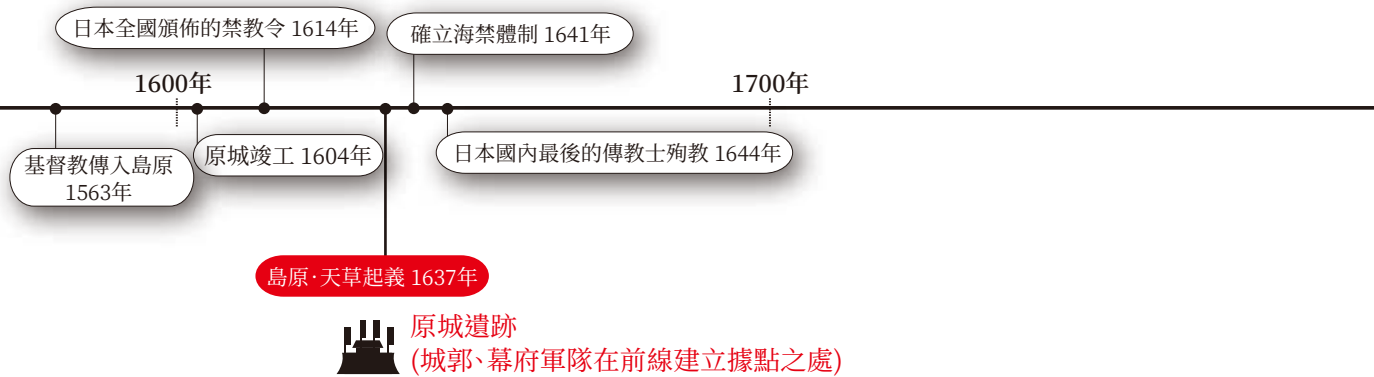 日本全國頒佈的禁教令 1614年
確立海禁體制 1641年
1600年
1700年
基督教傳入島原
1563年
原城竣工 1604年
日本國內最後的傳教士殉教 1644年
島原·天草起義 1637年
原城遺跡
(城郭、幕府軍隊在前線建立據點之處)